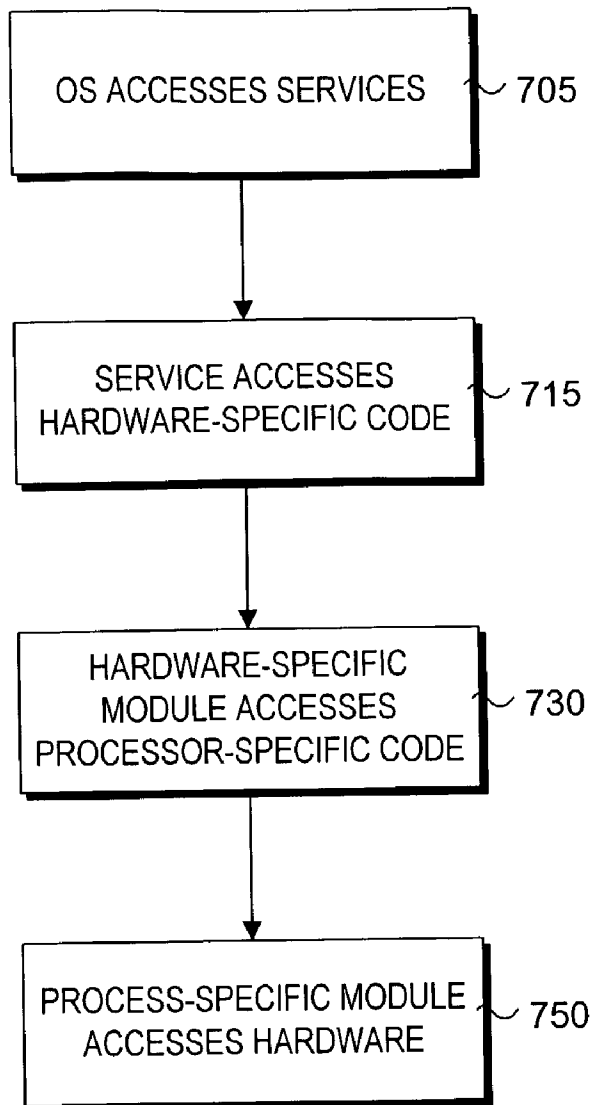 OS ACCESSES SERVICES
705
SERVICE ACCESSES
HARDWARE-SPECIFIC CODE
715
HARDWARE-SPECIFIC
MODULE ACCESSES
PROCESSOR-SPECIFIC CODE
730
PROCESS-SPECIFIC MODULE
ACCESSES HARDWARE
750